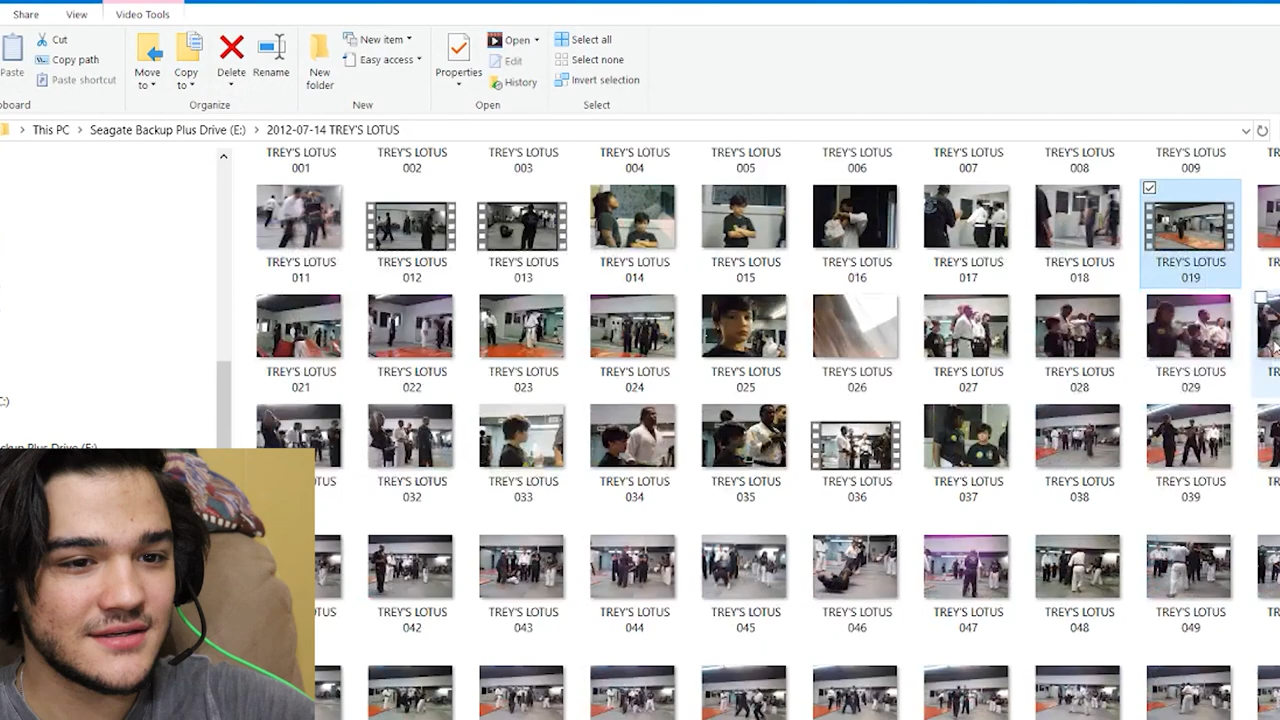 Share View Video Tools
Paste
Cut
Copy path
Paste shortcut
Move to
Copy to
Delete
Rename
New folder
New item
Easy access
Properties
Open
Edit
History
Select all
Select none
Invert selection
Organize New Open Select
This PC > Seagate Backup Plus Drive (E:) > 2012-07-14 TREY'S LOTUS
TREY'S LOTUS TREY'S LOTUS TREY'S LOTUS TREY'S LOTUS TREY'S LOTUS TREY'S LOTUS TREY'S LOTUS TREY'S LOTUS TREY'S LOTUS
001 002 003 004 005 006 007 008 009
TREY'S LOTUS TREY'S LOTUS TREY'S LOTUS TREY'S LOTUS TREY'S LOTUS TREY'S LOTUS TREY'S LOTUS TREY'S LOTUS TREY'S LOTUS
011 012 013 014 015 016 017 018 019
TREY'S LOTUS TREY'S LOTUS TREY'S LOTUS TREY'S LOTUS TREY'S LOTUS TREY'S LOTUS TREY'S LOTUS TREY'S LOTUS TREY'S LOTUS
021 022 023 024 025 026 027 028 029
Plus Drive (E:)
TREY'S LOTUS TREY'S LOTUS TREY'S LOTUS TREY'S LOTUS TREY'S LOTUS TREY'S LOTUS TREY'S LOTUS TREY'S LOTUS
032 033 034 035 036 037 038 039
TREY'S LOTUS TREY'S LOTUS TREY'S LOTUS TREY'S LOTUS TREY'S LOTUS TREY'S LOTUS TREY'S LOTUS TREY'S LOTUS
042 043 044 045 046 047 048 049